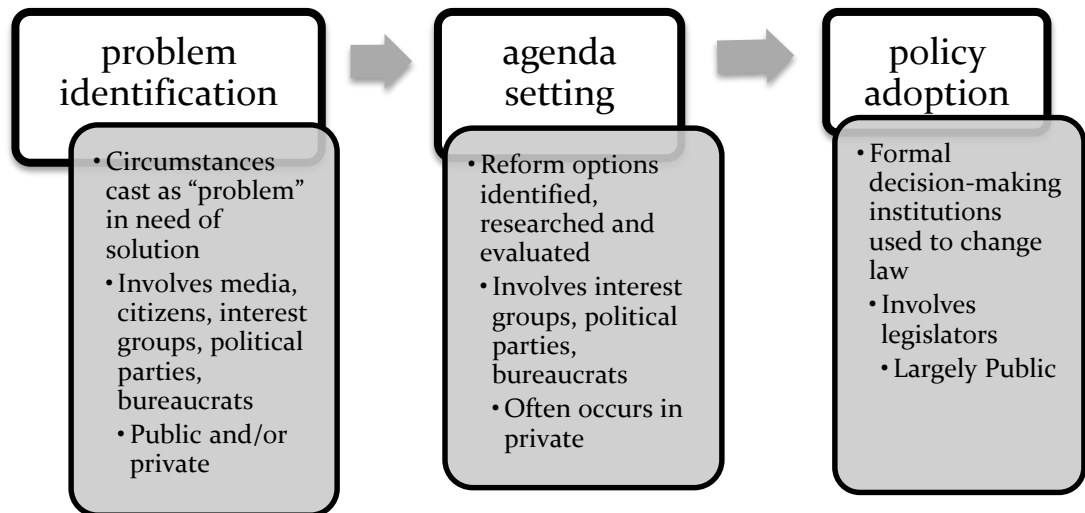 problem
identification
• Circumstances
cast as “problem”
in need of
solution
• Involves media,
citizens, interest
groups, political
parties,
bureaucrats
• Public and/or
private
agenda
setting
• Reform options
identified,
researched and
evaluated
• Involves interest
groups, political
parties,
bureaucrats
• Often occurs in
private
policy
adoption
• Formal
decision-making
institutions
used to change
law
• Involves
legislators
• Largely Public